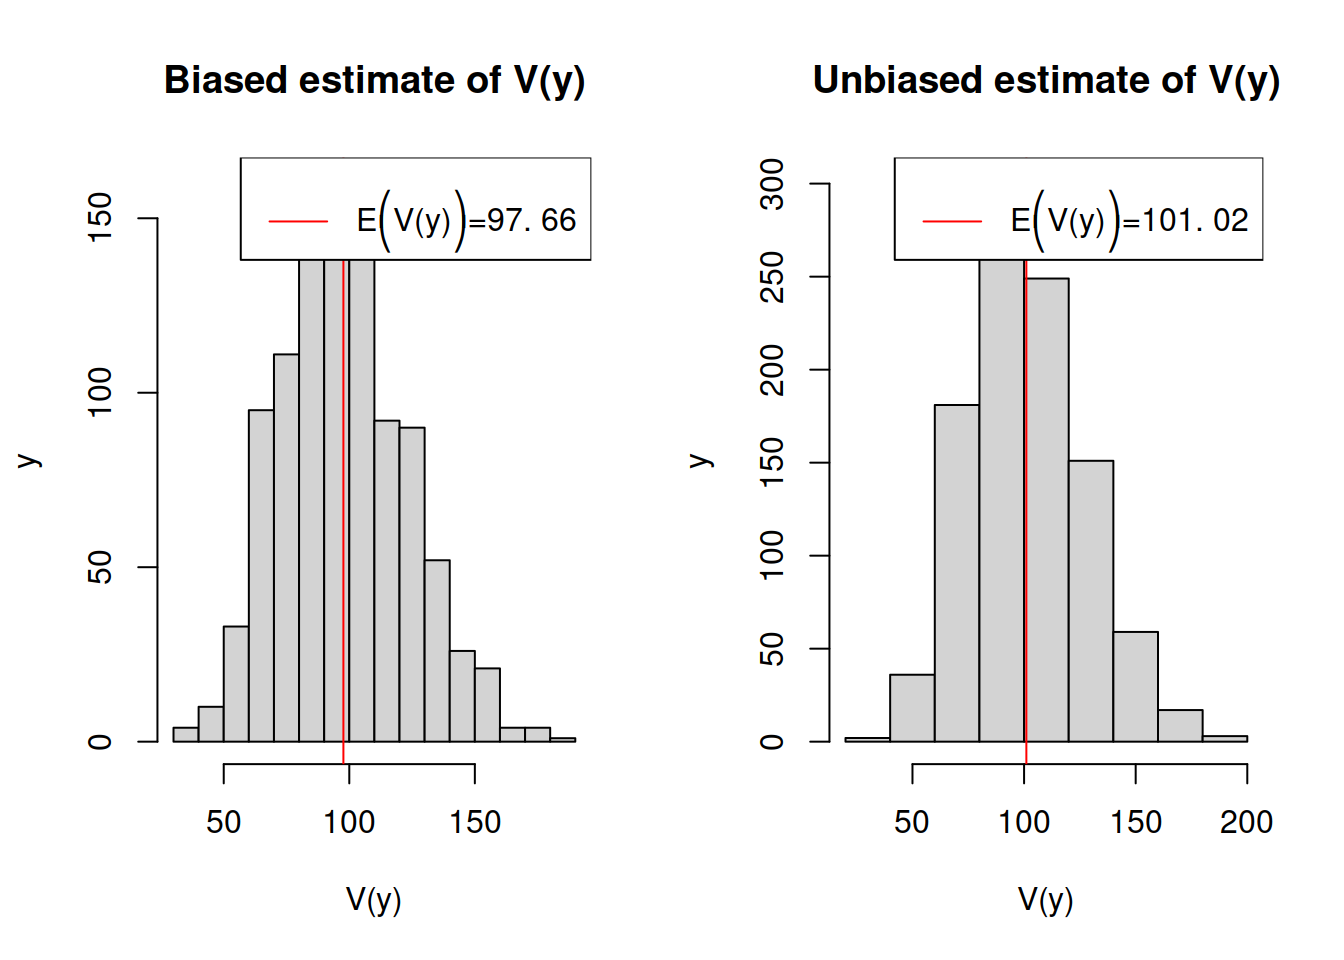 Biased estimate of V(y)
E(V(y))=97. 66
150
100
50
0
y
50 100 150
V(y)
Unbiased estimate of V(y)
E(V(y))=101. 02
300
250
200
150
100
50
0
y
50 100 150 200
V(y)